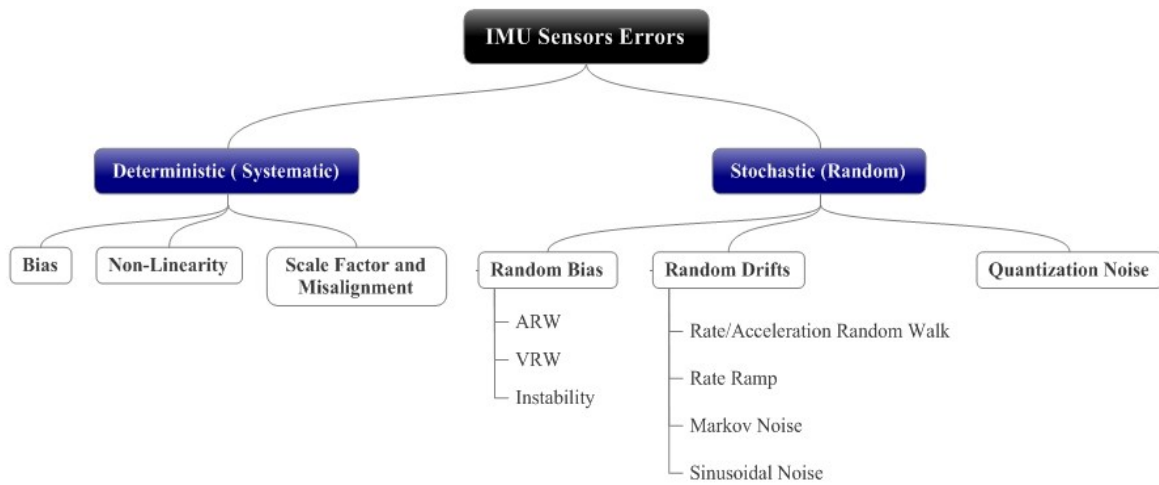 IMU Sensors Errors
Deterministic ( Systematic)
Stochastic (Random)
Bias
Non-Linearity
Scale Factor and
Misalignment
Random Bias
ARW
VRW
Instability
Random Drifts
Rate/Acceleration Random Walk
Rate Ramp
Markov Noise
Sinusoidal Noise
Quantization Noise